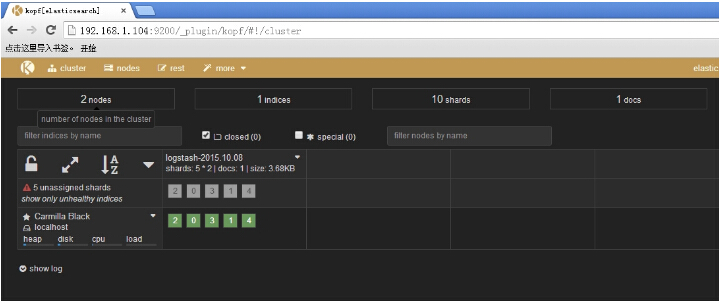 kopf[elasticsearch]
192.168.1.104:9200/_plugin/kopf/#!/cluster
点击这里导入书签。 开始
cluster nodes rest more elastic
2 nodes 1 indices 10 shards 1 docs
number of nodes in the cluster
filter indices by name closed (0) special (0) filter nodes by name
logstash-2015.10.08
shards: 5 * 2 | docs: 1 | size: 3.68KB
5 unassigned shards
show only unhealthy indices
2 0 3 1 4
Carmilla Black
localhost
heap disk cpu load
2 0 3 1 4
show log